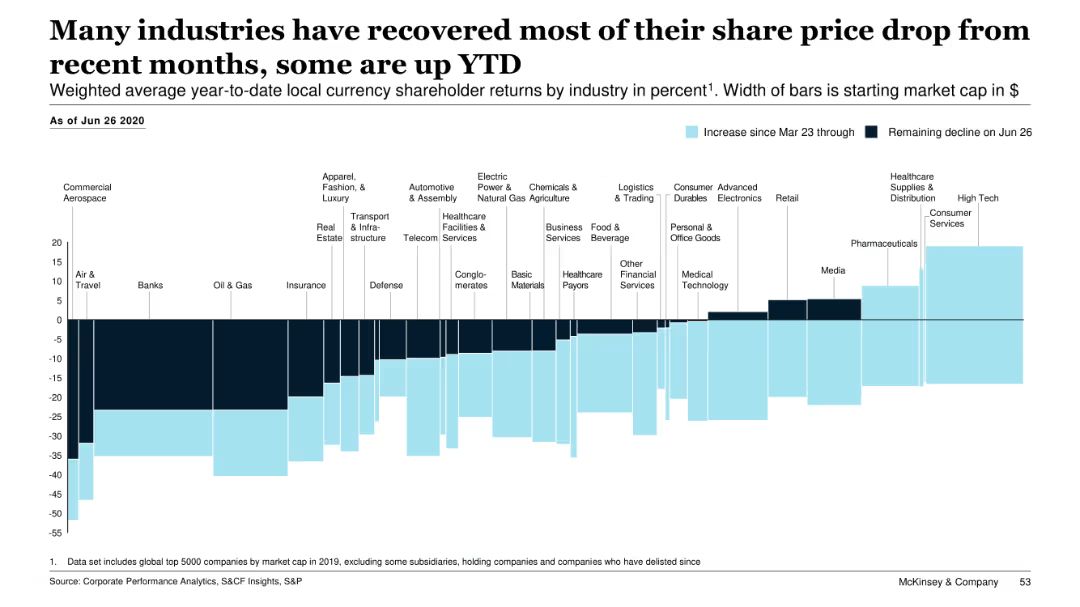 Many industries have recovered most of their share price drop from
recent months, some are up YTD
Weighted average year-to-date local currency shareholder returns by industry in percent¹. Width of bars is starting market cap in $
As of Jun 26 2020
Increase since Mar 23 through
Remaining decline on Jun 26
Commercial
Aerospace
Air &
Travel
Banks
Oil & Gas
Insurance
Real
Estate
Apparel,
Fashion, &
Luxury
Transport
& Infra-
structure
Defense
Telecom
Automotive
& Assembly
Healthcare
Facilities &
Services
Conglo-
merates
Electric
Power &
Natural Gas
Basic
Materials
Chemicals &
Agriculture
Business
Services
Healthcare
Payors
Food &
Beverage
Other
Financial
Services
Logistics
& Trading
Consumer
Durables
Personal &
Office Goods
Medical
Technology
Advanced
Electronics
Retail
Media
Pharmaceuticals
Healthcare
Supplies &
Distribution
Consumer
Services
High Tech
20
15
10
5
0
-5
-10
-15
-20
-25
-30
-35
-40
-45
-50
-55
1. Data set includes global top 5000 companies by market cap in 2019, excluding some subsidiaries, holding companies and companies who have delisted since
Source: Corporate Performance Analytics, S&CF Insights, S&P
McKinsey & Company 53